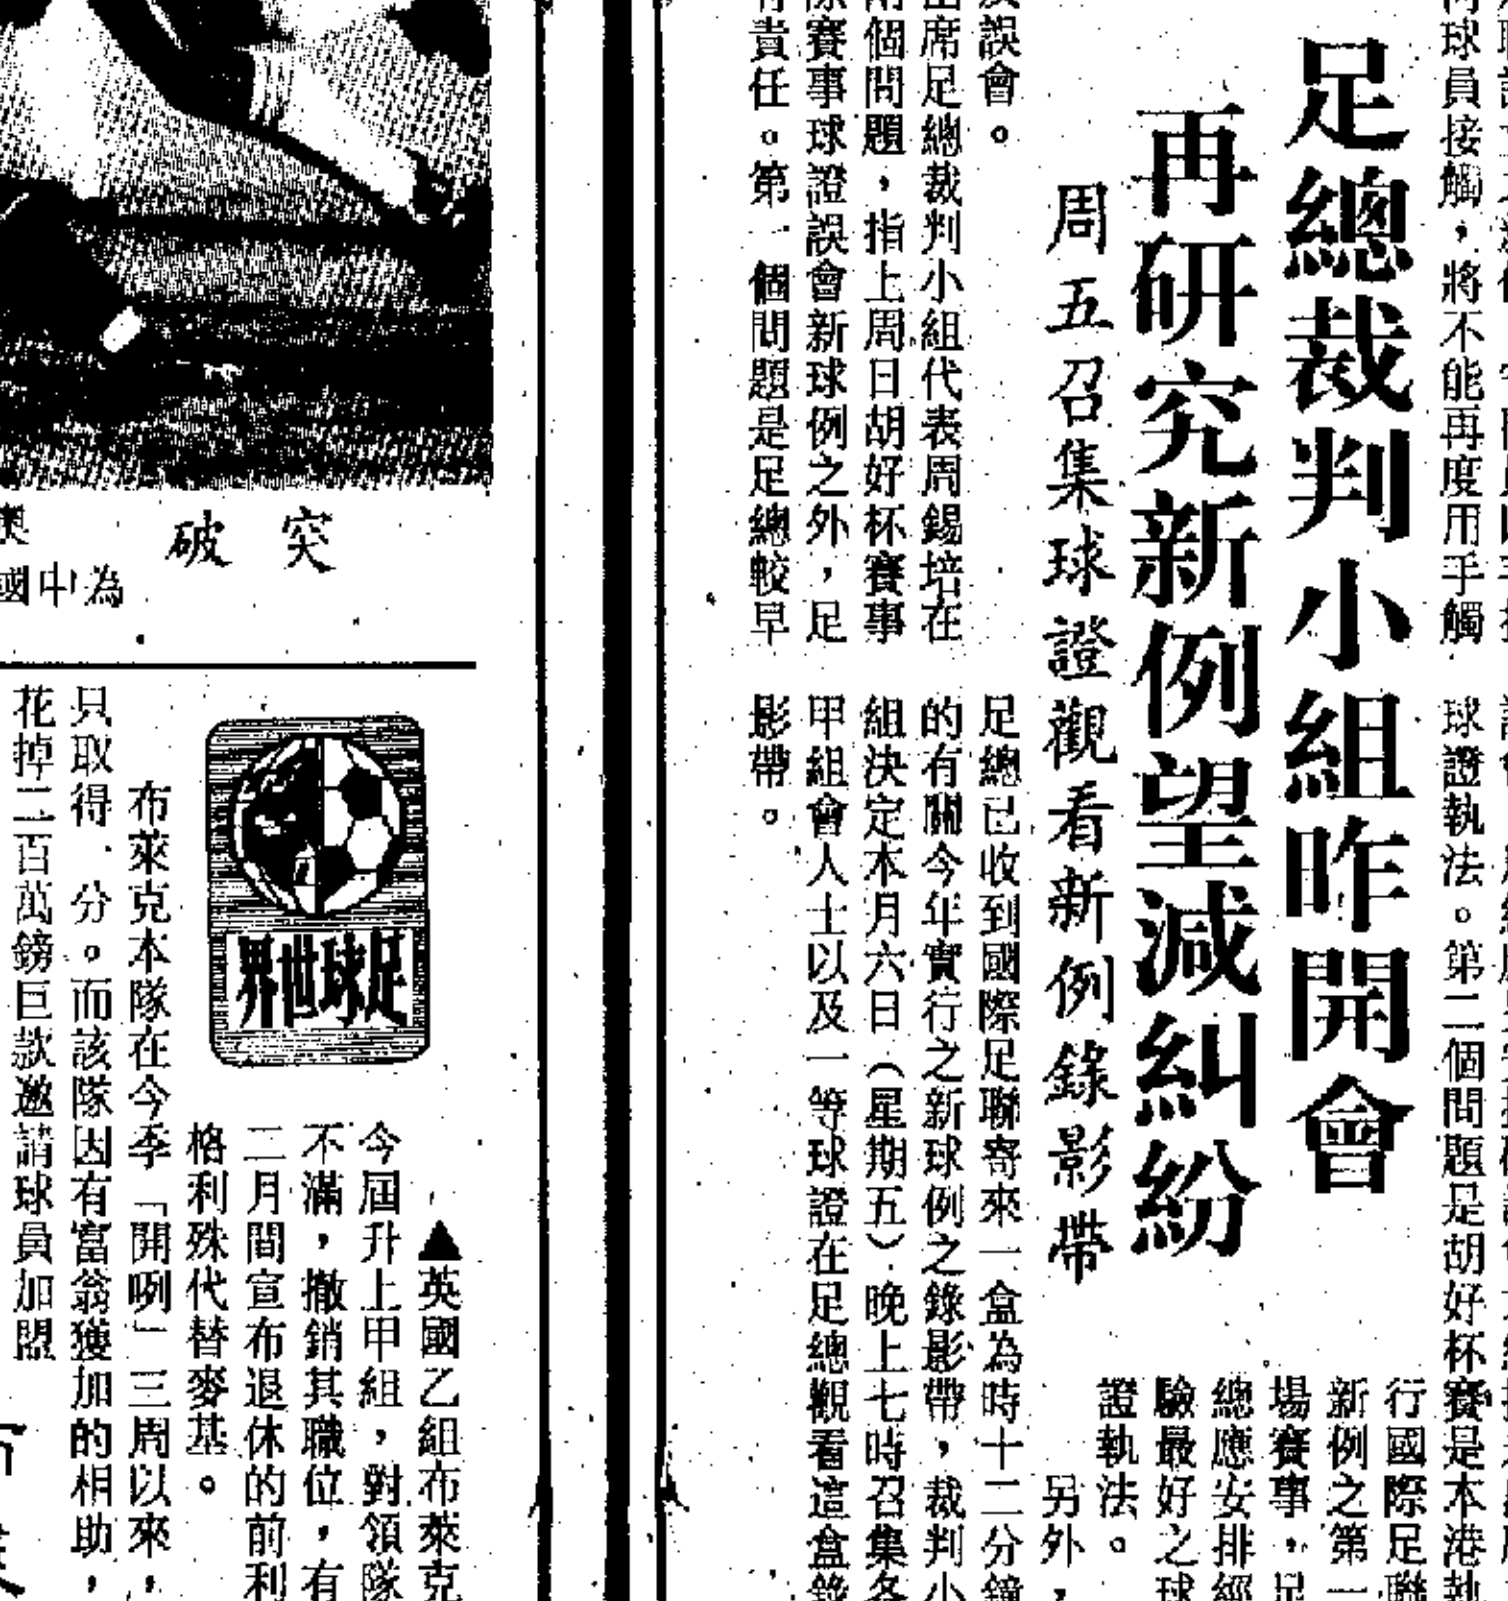 足總裁判小組昨開會
再研究新例望減糾紛
周五召集球證觀看新例錄影帶
球員接觸，將不能再度用手觸
誤會。
出席足總裁判小組代表周錫培在
兩個問題，指上周日胡好杯賽事
際賽事球證誤會新球例之外，足
有責任。第一個問題是足總較早
球證執法。第二個問題是胡好杯賽是本港執
行國際足聯
新例之第一
場賽事，足
總應安排經
驗最好之球
證執法。
另外，
足總已收到國際足聯寄來一盒為時十二分鐘
的有關今年實行之新球例之錄影帶，裁判小
組決定本月六日（星期五）晚上七時召集各
甲組會人士以及一等球證在足總觀看這盒錄
影帶。
突破
為中國
奧
足球世界
▲英國乙組布萊克
今屆升上甲組，對領隊
不滿，撤銷其職位，有
二月間宣布退休的前利
格利殊代替麥基。
布萊克本隊在今季「開咧」三周以來，
只取得一分。而該隊因有富翁獲加的相助，
花掉二百萬鎊巨款邀請球員加盟